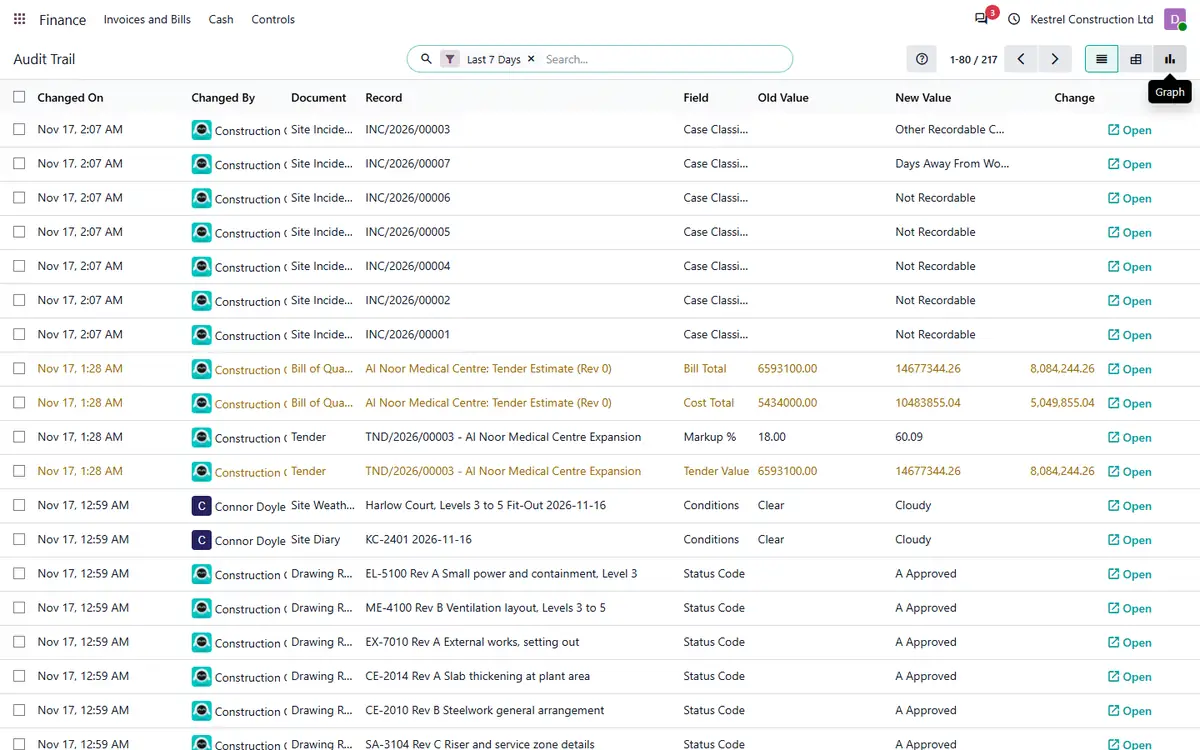 Finance Invoices and Bills Cash Controls 3 Kestrel Construction Ltd D
Audit Trail Last 7 Days × Search... 1-80 / 217
Graph
Changed On Changed By Document Record Field Old Value New Value Change
Nov 17, 2:07 AM Construction Site Incide... INC/2026/00003 Case Classi... Other Recordable C... Open
Nov 17, 2:07 AM Construction Site Incide... INC/2026/00007 Case Classi... Days Away From Wo... Open
Nov 17, 2:07 AM Construction Site Incide... INC/2026/00006 Case Classi... Not Recordable Open
Nov 17, 2:07 AM Construction Site Incide... INC/2026/00005 Case Classi... Not Recordable Open
Nov 17, 2:07 AM Construction Site Incide... INC/2026/00004 Case Classi... Not Recordable Open
Nov 17, 2:07 AM Construction Site Incide... INC/2026/00002 Case Classi... Not Recordable Open
Nov 17, 2:07 AM Construction Site Incide... INC/2026/00001 Case Classi... Not Recordable Open
Nov 17, 1:28 AM Construction Bill of Qua... Al Noor Medical Centre: Tender Estimate (Rev 0) Bill Total 6593100.00 14677344.26 8,084,244.26 Open
Nov 17, 1:28 AM Construction Bill of Qua... Al Noor Medical Centre: Tender Estimate (Rev 0) Cost Total 5434000.00 10483855.04 5,049,855.04 Open
Nov 17, 1:28 AM Construction Tender TND/2026/00003 - Al Noor Medical Centre Expansion Markup % 18.00 60.09 Open
Nov 17, 1:28 AM Construction Tender TND/2026/00003 - Al Noor Medical Centre Expansion Tender Value 6593100.00 14677344.26 8,084,244.26 Open
Nov 17, 12:59 AM C Connor Doyle Site Weath... Harlow Court, Levels 3 to 5 Fit-Out 2026-11-16 Conditions Clear Cloudy Open
Nov 17, 12:59 AM C Connor Doyle Site Diary KC-2401 2026-11-16 Conditions Clear Cloudy Open
Nov 17, 12:59 AM Construction Drawing R... EL-5100 Rev A Small power and containment, Level 3 Status Code A Approved Open
Nov 17, 12:59 AM Construction Drawing R... ME-4100 Rev B Ventilation layout, Levels 3 to 5 Status Code A Approved Open
Nov 17, 12:59 AM Construction Drawing R... EX-7010 Rev A External works, setting out Status Code A Approved Open
Nov 17, 12:59 AM Construction Drawing R... CE-2014 Rev A Slab thickening at plant area Status Code A Approved Open
Nov 17, 12:59 AM Construction Drawing R... CE-2010 Rev B Steelwork general arrangement Status Code A Approved Open
Nov 17, 12:59 AM Construction Drawing R... SA-3104 Rev C Riser and service zone details Status Code A Approved Open